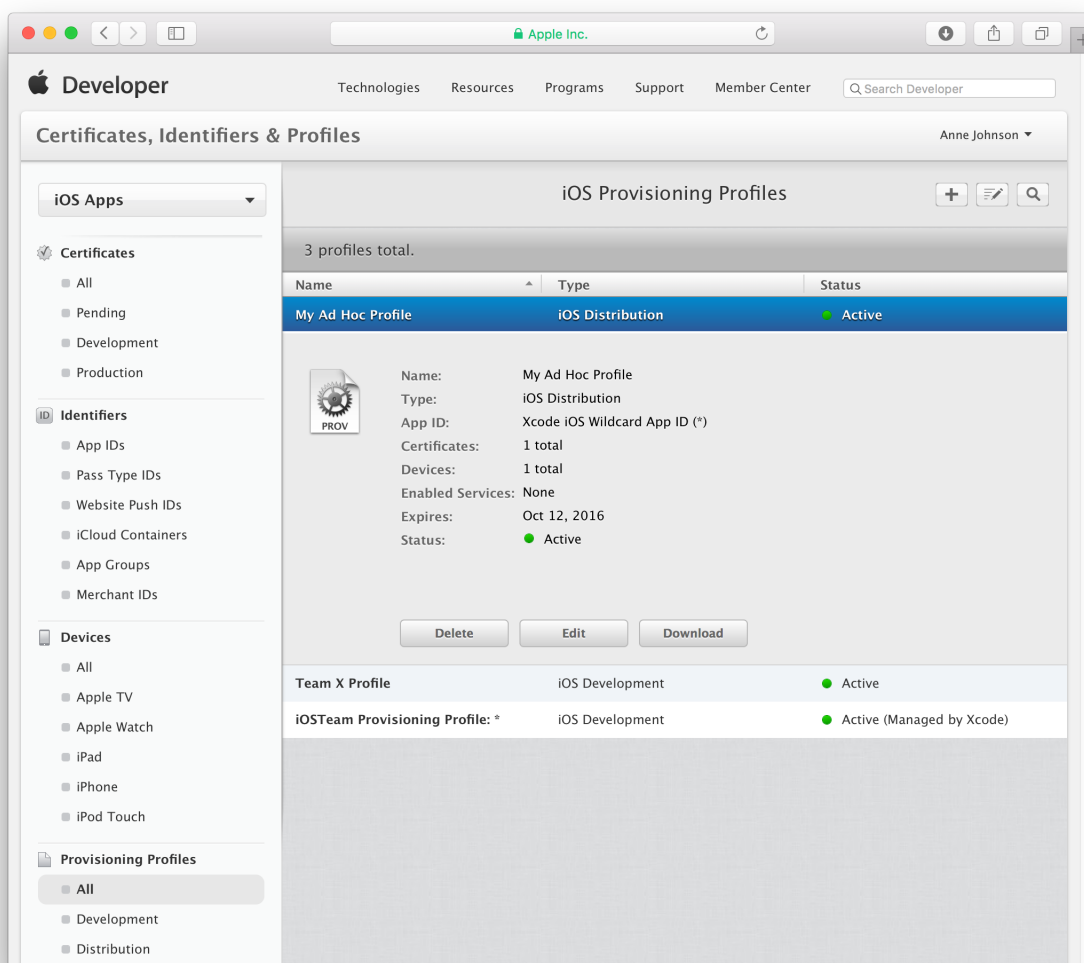 Apple Inc.
Developer
Technologies Resources Programs Support Member Center Search Developer
Certificates, Identifiers & Profiles
Anne Johnson
iOS Apps
Certificates
All
Pending
Development
Production
ID Identifiers
App IDs
Pass Type IDs
Website Push IDs
iCloud Containers
App Groups
Merchant IDs
Devices
All
Apple TV
Apple Watch
iPad
iPhone
iPod Touch
Provisioning Profiles
All
Development
Distribution
iOS Provisioning Profiles
3 profiles total.
Name Type Status
My Ad Hoc Profile iOS Distribution Active
PROV
Name: My Ad Hoc Profile
Type: iOS Distribution
App ID: Xcode iOS Wildcard App ID (*)
Certificates: 1 total
Devices: 1 total
Enabled Services: None
Expires: Oct 12, 2016
Status: Active
Delete Edit Download
Team X Profile iOS Development Active
iOSTeam Provisioning Profile: * iOS Development Active (Managed by Xcode)